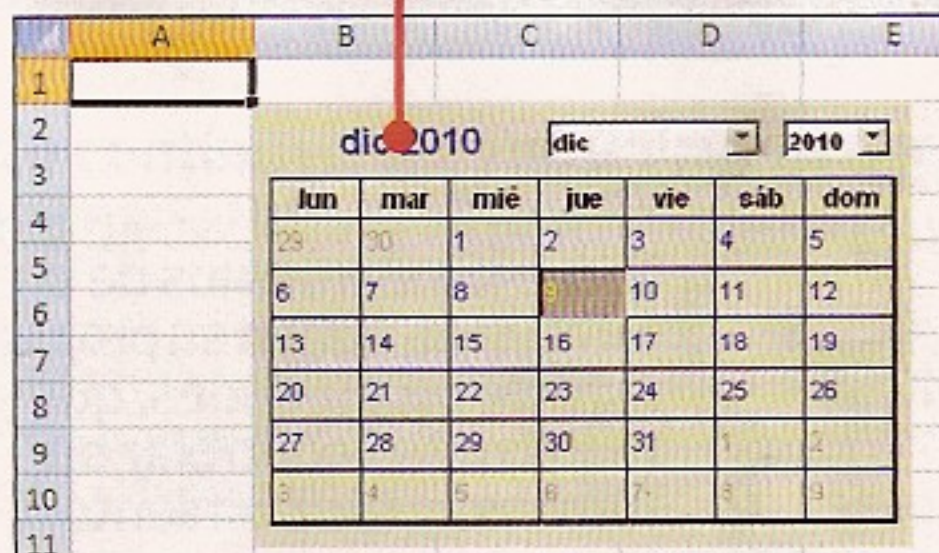 A B C D E
1
2
dic 2010 dic 2010
3
lun mar mié jue vie sáb dom
4
29 30 1 2 3 4 5
5
6 7 8 9 10 11 12
6
13 14 15 16 17 18 19
7
20 21 22 23 24 25 26
8
27 28 29 30 31 1 2
9
3 4 5 6 7 8 9
10
11